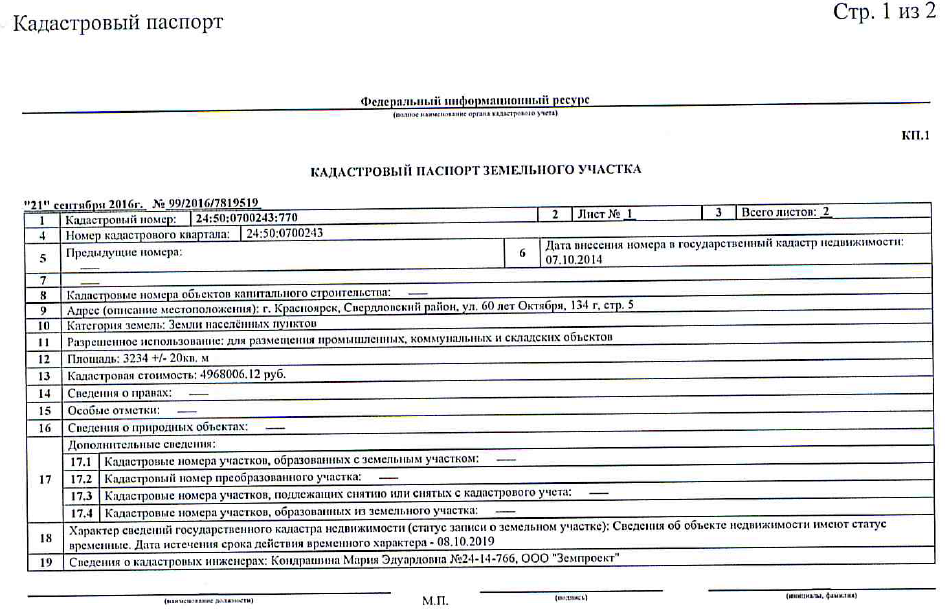 Кадастровый паспорт
Стр. 1 из 2
Федеральный информационный ресурс
(полное наименование органа кадастрового учета)
КП.1
КАДАСТРОВЫЙ ПАСПОРТ ЗЕМЕЛЬНОГО УЧАСТКА
"21" сентября 2016г. № 99/2016/7819519
1 Кадастровый номер: 24:50:0700243:770 2 Лист № 1 3 Всего листов: 2
4 Номер кадастрового квартала: 24:50:0700243
5 Предыдущие номера: — 6 Дата внесения номера в государственный кадастр недвижимости:
07.10.2014
7 —
8 Кадастровые номера объектов капитального строительства: —
9 Адрес (описание местоположения): г. Красноярск, Свердловский район, ул. 60 лет Октября, 134 г, стр. 5
10 Категория земель: Земли населённых пунктов
11 Разрешенное использование: для размещения промышленных, коммунальных и складских объектов
12 Площадь: 3234 +/- 20кв. м
13 Кадастровая стоимость: 4968006.12 руб.
14 Сведения о правах: —
15 Особые отметки: —
16 Сведения о природных объектах: —
17 Дополнительные сведения:
17.1 Кадастровые номера участков, образованных с земельным участком: —
17.2 Кадастровый номер преобразованного участка: —
17.3 Кадастровые номера участков, подлежащих снятию или снятых с кадастрового учета: —
17.4 Кадастровые номера участков, образованных из земельного участка: —
18 Характер сведений государственного кадастра недвижимости (статус записи о земельном участке): Сведения об объекте недвижимости имеют статус
временные. Дата истечения срока действия временного характера - 08.10.2019
19 Сведения о кадастровых инженерах: Кондрашина Мария Эдуардовна №24-14-766, ООО "Земпроект"
(наименование должности) М.П. (подпись) (инициалы, фамилия)